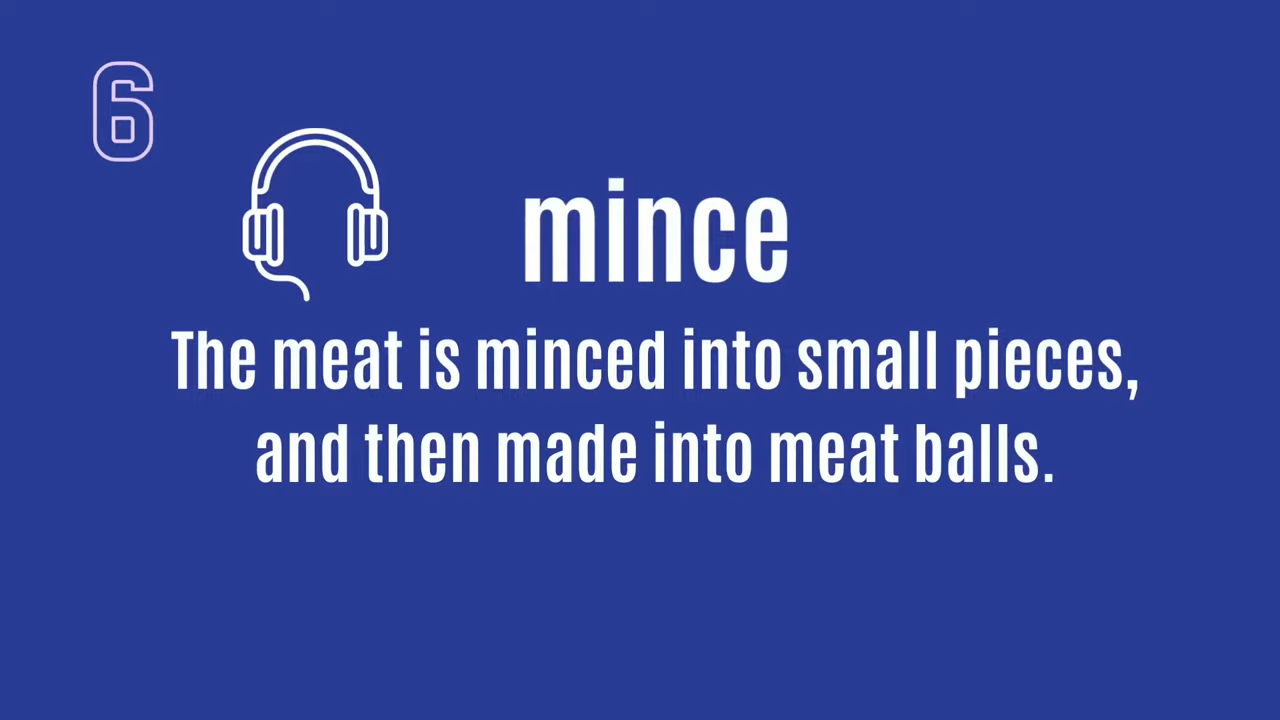 6
mince
The meat is minced into small pieces,
and then made into meat balls.